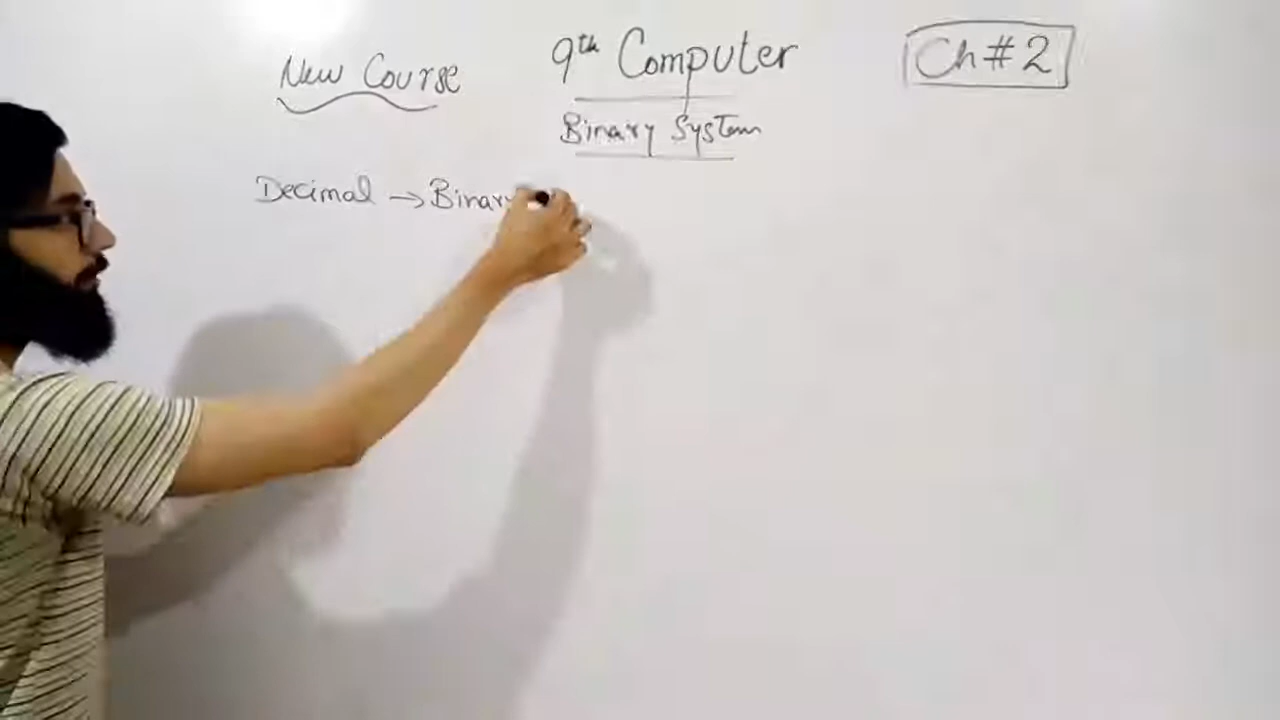 New Course 9th Computer Ch#2
Binary System
Decimal → Binary